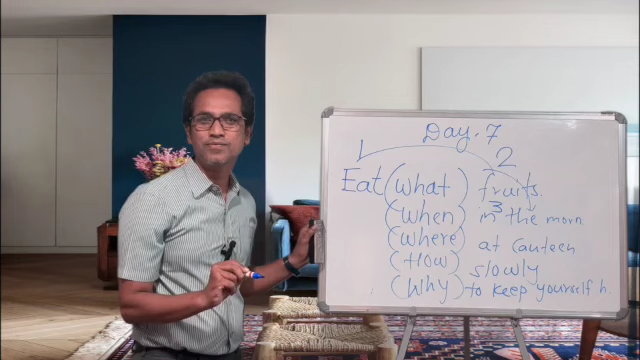 Day. 7
1 2
Eat (What) fruits.
3
(When) in the morn
(Where) at Canteen
(How) slowly
(Why) to keep yourself h.